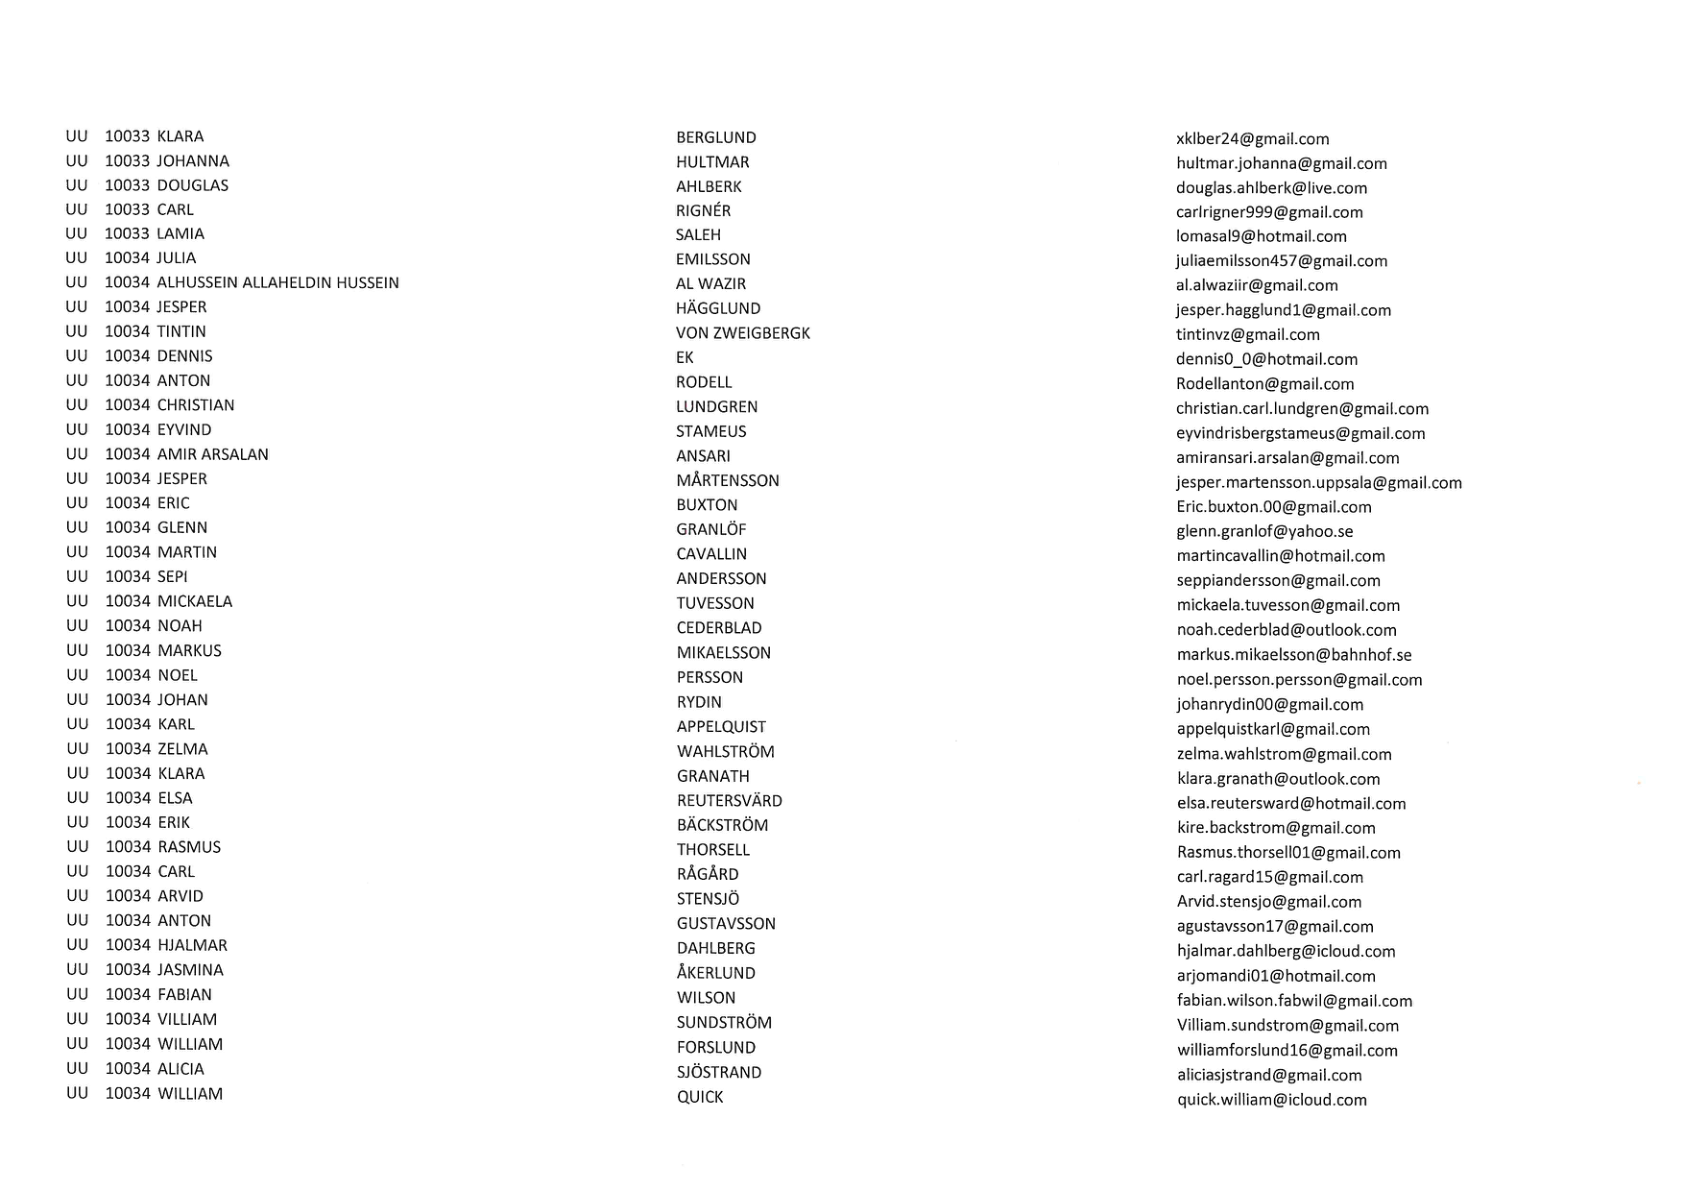 UU 10033 KLARA BERGLUND xklber24@gmail.com
UU 10033 JOHANNA HULTMAR hultmar.johanna@gmail.com
UU 10033 DOUGLAS AHLBERK douglas.ahlberk@live.com
UU 10033 CARL RIGNÉR carlrigner999@gmail.com
UU 10033 LAMIA SALEH lomasal9@hotmail.com
UU 10034 JULIA EMILSSON juliaemilsson457@gmail.com
UU 10034 ALHUSSEIN ALLAHELDIN HUSSEIN AL WAZIR al.alwaziir@gmail.com
UU 10034 JESPER HÄGGLUND jesper.hagglund1@gmail.com
UU 10034 TINTIN VON ZWEIGBERGK tintinvz@gmail.com
UU 10034 DENNIS EK dennis0_0@hotmail.com
UU 10034 ANTON RODELL Rodellanton@gmail.com
UU 10034 CHRISTIAN LUNDGREN christian.carl.lundgren@gmail.com
UU 10034 EYVIND STAMEUS eyvindrisbergstameus@gmail.com
UU 10034 AMIR ARSALAN ANSARI amiransari.arsalan@gmail.com
UU 10034 JESPER MÅRTENSSON jesper.martensson.uppsala@gmail.com
UU 10034 ERIC BUXTON Eric.buxton.00@gmail.com
UU 10034 GLENN GRANLÖF glenn.granlof@yahoo.se
UU 10034 MARTIN CAVALLIN martincavallin@hotmail.com
UU 10034 SEPI ANDERSSON seppiandersson@gmail.com
UU 10034 MICKAELA TUVESSON mickaela.tuvesson@gmail.com
UU 10034 NOAH CEDERBLAD noah.cederblad@outlook.com
UU 10034 MARKUS MIKAELSSON markus.mikaelsson@bahnhof.se
UU 10034 NOEL PERSSON noel.persson.persson@gmail.com
UU 10034 JOHAN RYDIN johanrydin00@gmail.com
UU 10034 KARL APPELQUIST appelquistkarl@gmail.com
UU 10034 ZELMA WAHLSTRÖM zelma.wahlstrom@gmail.com
UU 10034 KLARA GRANATH klara.granath@outlook.com
UU 10034 ELSA REUTERSVÄRD elsa.reutersward@hotmail.com
UU 10034 ERIK BÄCKSTRÖM kire.backstrom@gmail.com
UU 10034 RASMUS THORSELL Rasmus.thorsell01@gmail.com
UU 10034 CARL RÅGÅRD carl.ragard15@gmail.com
UU 10034 ARVID STENSJÖ Arvid.stensjo@gmail.com
UU 10034 ANTON GUSTAVSSON agustavsson17@gmail.com
UU 10034 HJALMAR DAHLBERG hjalmar.dahlberg@icloud.com
UU 10034 JASMINA ÅKERLUND arjomandi01@hotmail.com
UU 10034 FABIAN WILSON fabian.wilson.fabwil@gmail.com
UU 10034 VILLIAM SUNDSTRÖM Villiam.sundstrom@gmail.com
UU 10034 WILLIAM FORSLUND williamforslund16@gmail.com
UU 10034 ALICIA SJÖSTRAND aliciasjstrand@gmail.com
UU 10034 WILLIAM QUICK quick.william@icloud.com